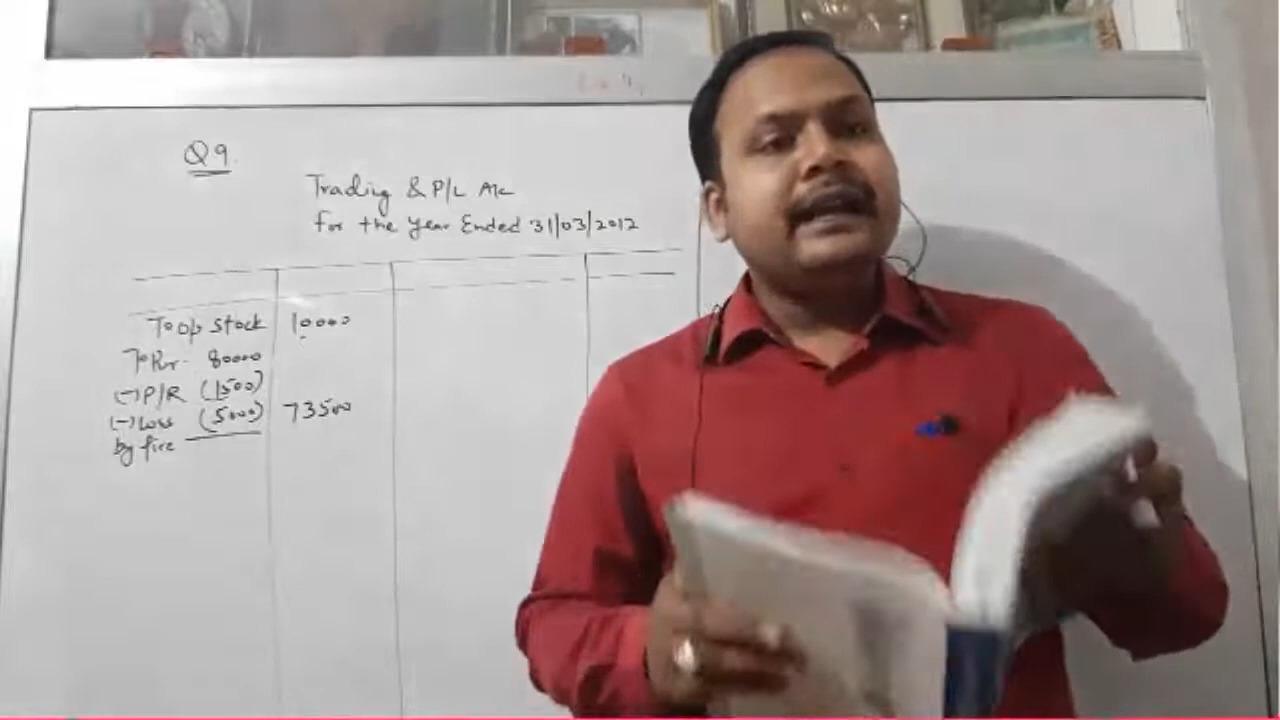 Q9.
Trading & P/L A/c
for the Year Ended 31/03/2012
To op stock 10000
To Pur. 80000
(-) P/R (1500)
(-) Loss (5000) 73500
by fire